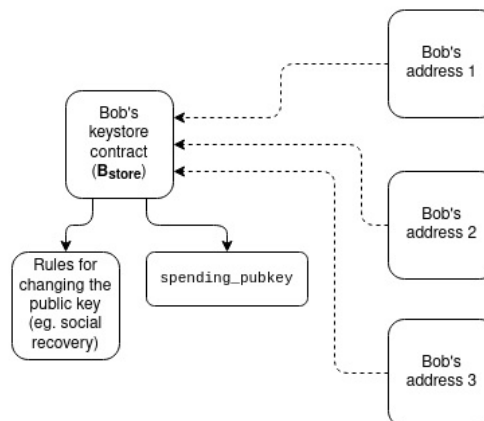 Bob's
address 1
Bob's
keystore
contract
(Bstore)
Bob's
address 2
Rules for
changing the
public key
(eg. social
recovery)
spending_pubkey
Bob's
address 3